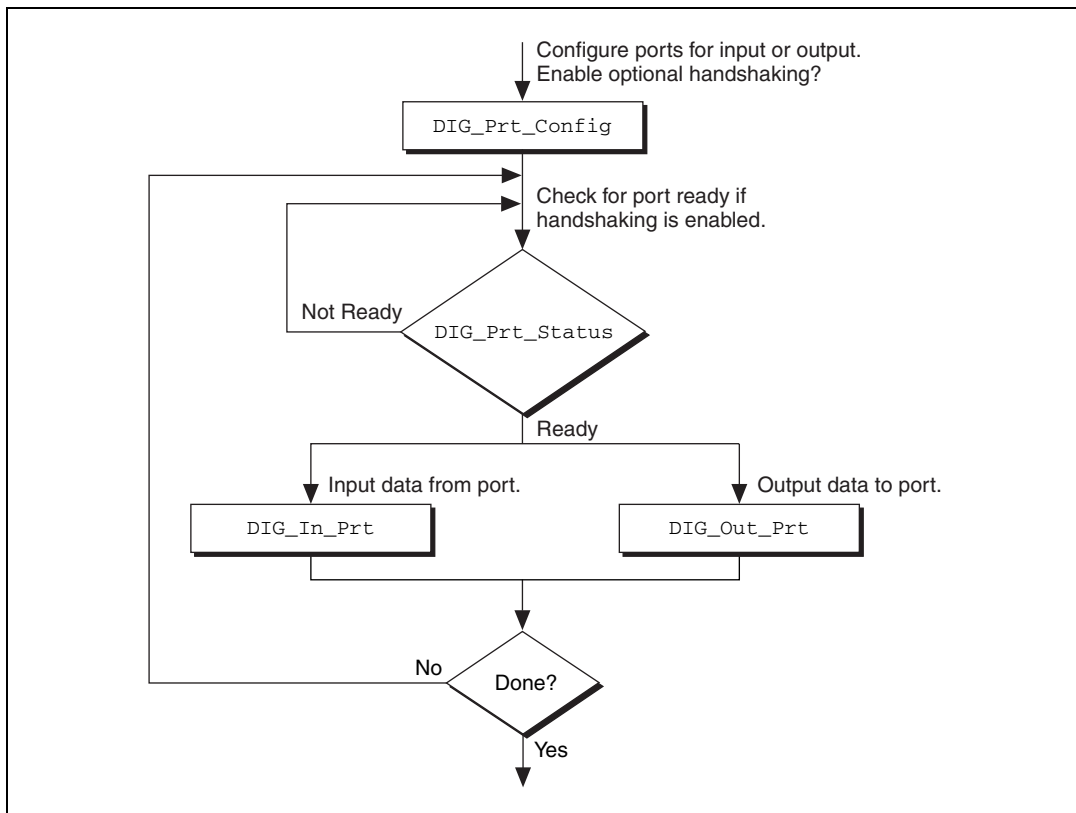 Configure ports for input or output.
Enable optional handshaking?
DIG_Prt_Config
Check for port ready if
handshaking is enabled.
Not Ready
DIG_Prt_Status
Ready
Input data from port.
Output data to port.
DIG_In_Prt
DIG_Out_Prt
No
Done?
Yes